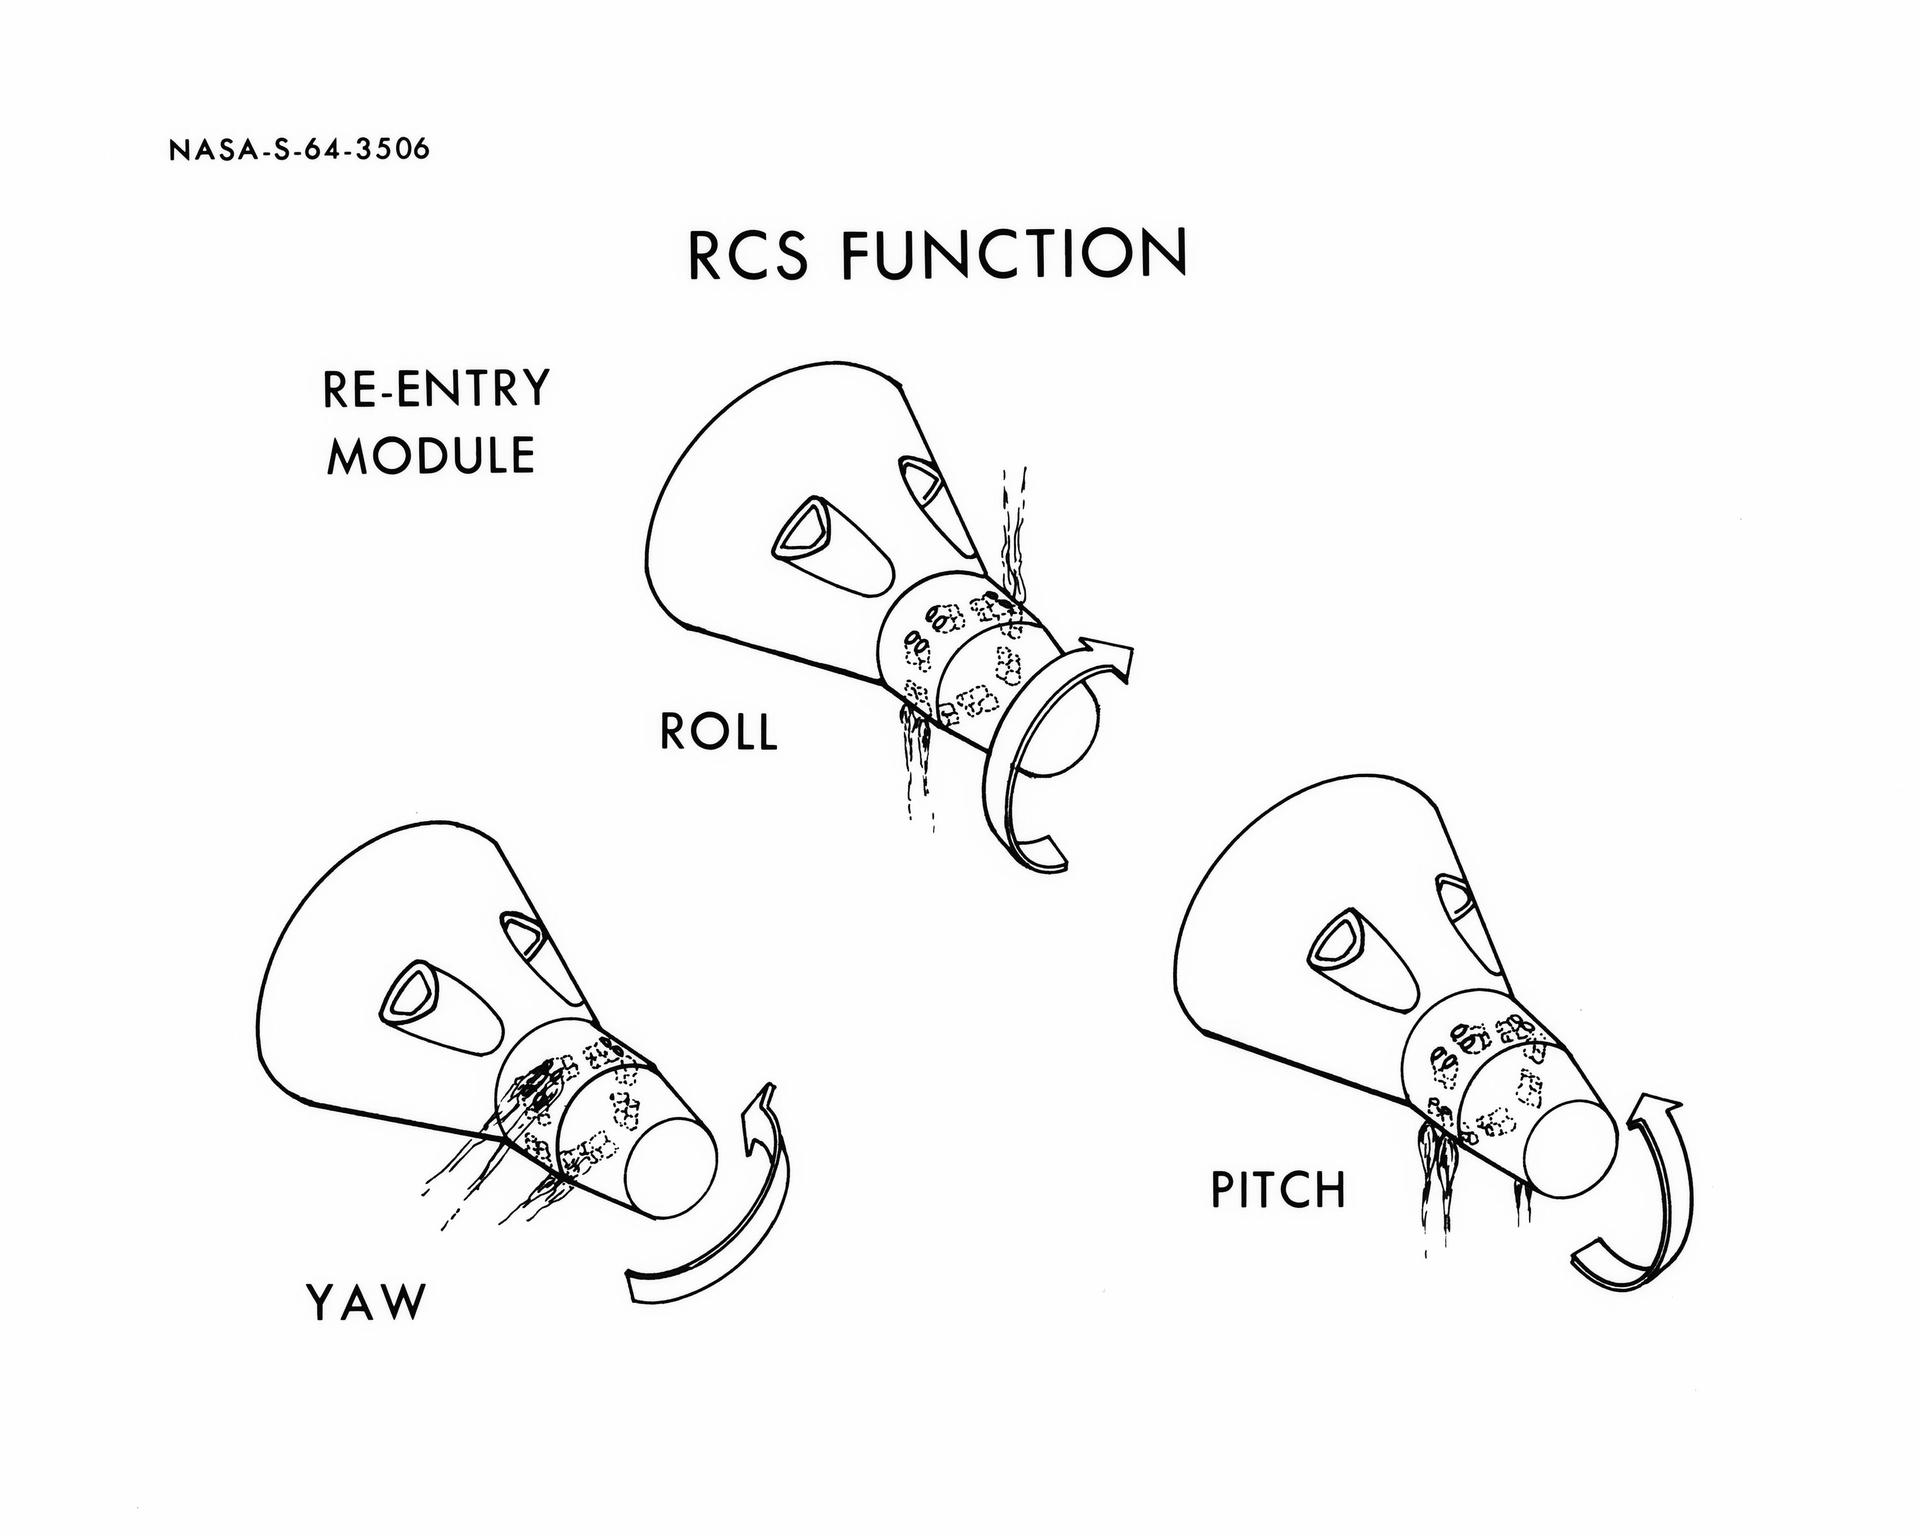 NASA-S-64-3506
RCS FUNCTION
RE-ENTRY
MODULE
ROLL
YAW
PITCH